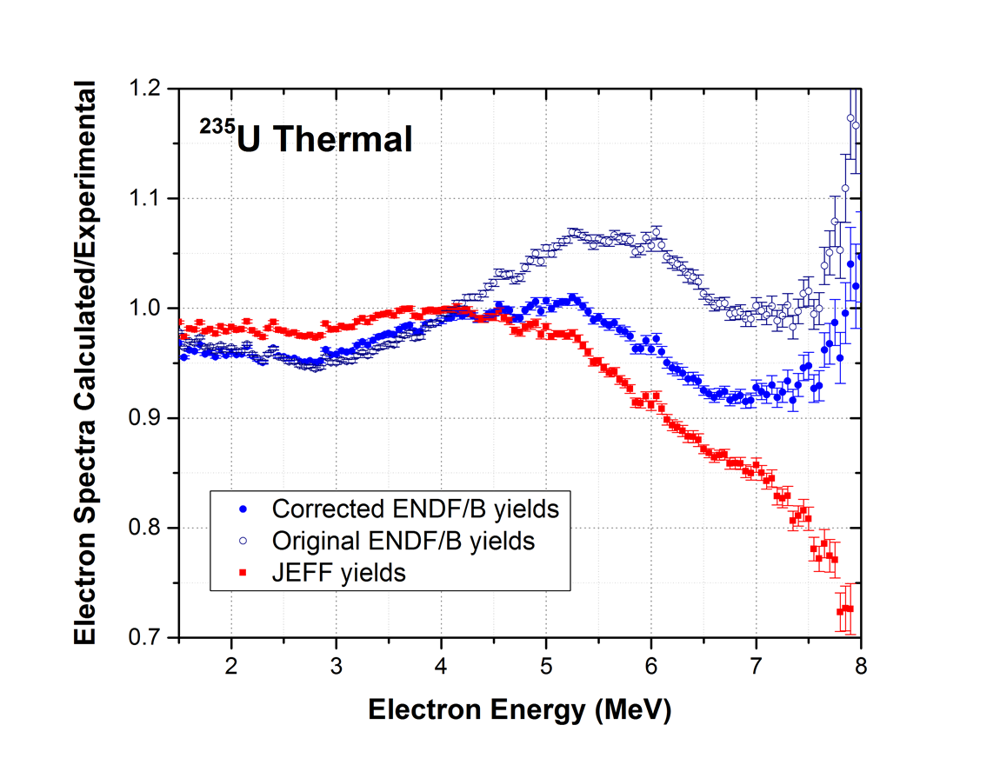 Electron Spectra Calculated/Experimental
1.2
1.1
1.0
0.9
0.8
0.7
²³⁵U Thermal
Corrected ENDF/B yields
Original ENDF/B yields
JEFF yields
2 3 4 5 6 7 8
Electron Energy (MeV)